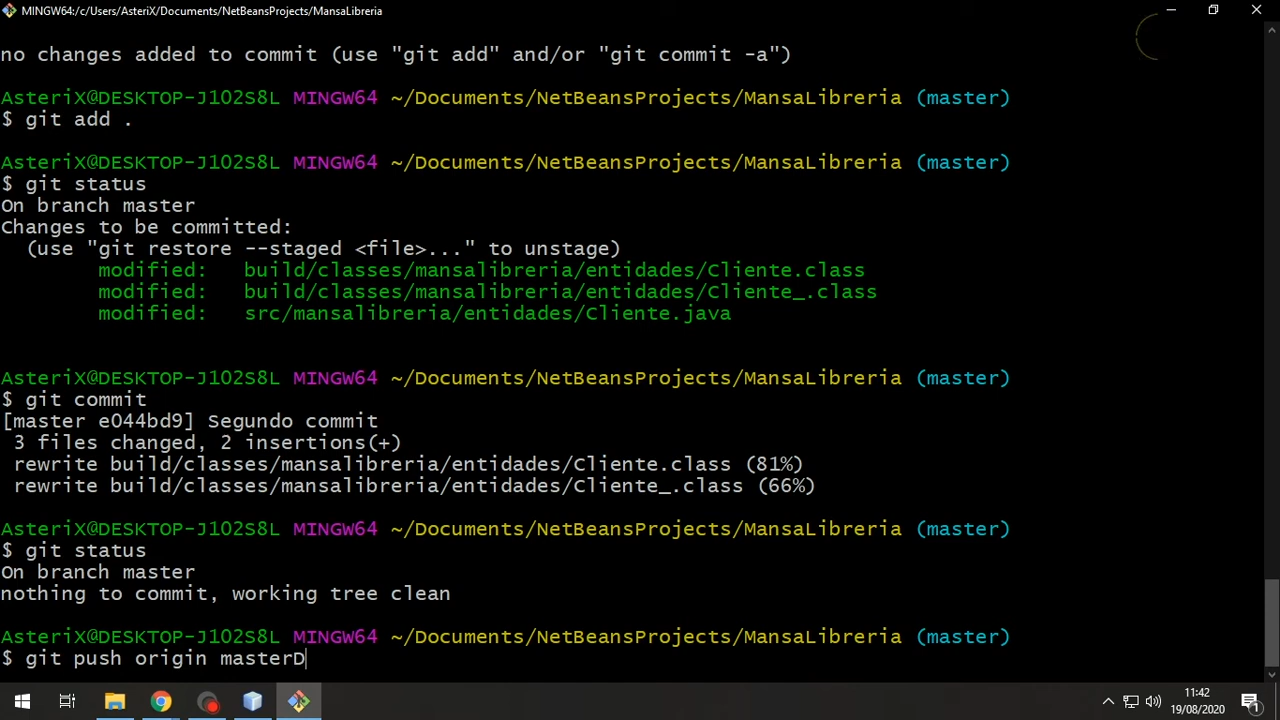 MINGW64:/c/Users/AsteriX/Documents/NetBeansProjects/MansaLibreria
no changes added to commit (use "git add" and/or "git commit -a")
AsteriX@DESKTOP-J102S8L MINGW64 ~/Documents/NetBeansProjects/MansaLibreria (master)
$ git add .
AsteriX@DESKTOP-J102S8L MINGW64 ~/Documents/NetBeansProjects/MansaLibreria (master)
$ git status
On branch master
Changes to be committed:
  (use "git restore --staged <file>..." to unstage)
        modified:   build/classes/mansalibreria/entidades/Cliente.class
        modified:   build/classes/mansalibreria/entidades/Cliente_.class
        modified:   src/mansalibreria/entidades/Cliente.java
AsteriX@DESKTOP-J102S8L MINGW64 ~/Documents/NetBeansProjects/MansaLibreria (master)
$ git commit
[master e044bd9] Segundo commit
 3 files changed, 2 insertions(+)
 rewrite build/classes/mansalibreria/entidades/Cliente.class (81%)
 rewrite build/classes/mansalibreria/entidades/Cliente_.class (66%)
AsteriX@DESKTOP-J102S8L MINGW64 ~/Documents/NetBeansProjects/MansaLibreria (master)
$ git status
On branch master
nothing to commit, working tree clean
AsteriX@DESKTOP-J102S8L MINGW64 ~/Documents/NetBeansProjects/MansaLibreria (master)
$ git push origin masterD
11:42
19/08/2020
1